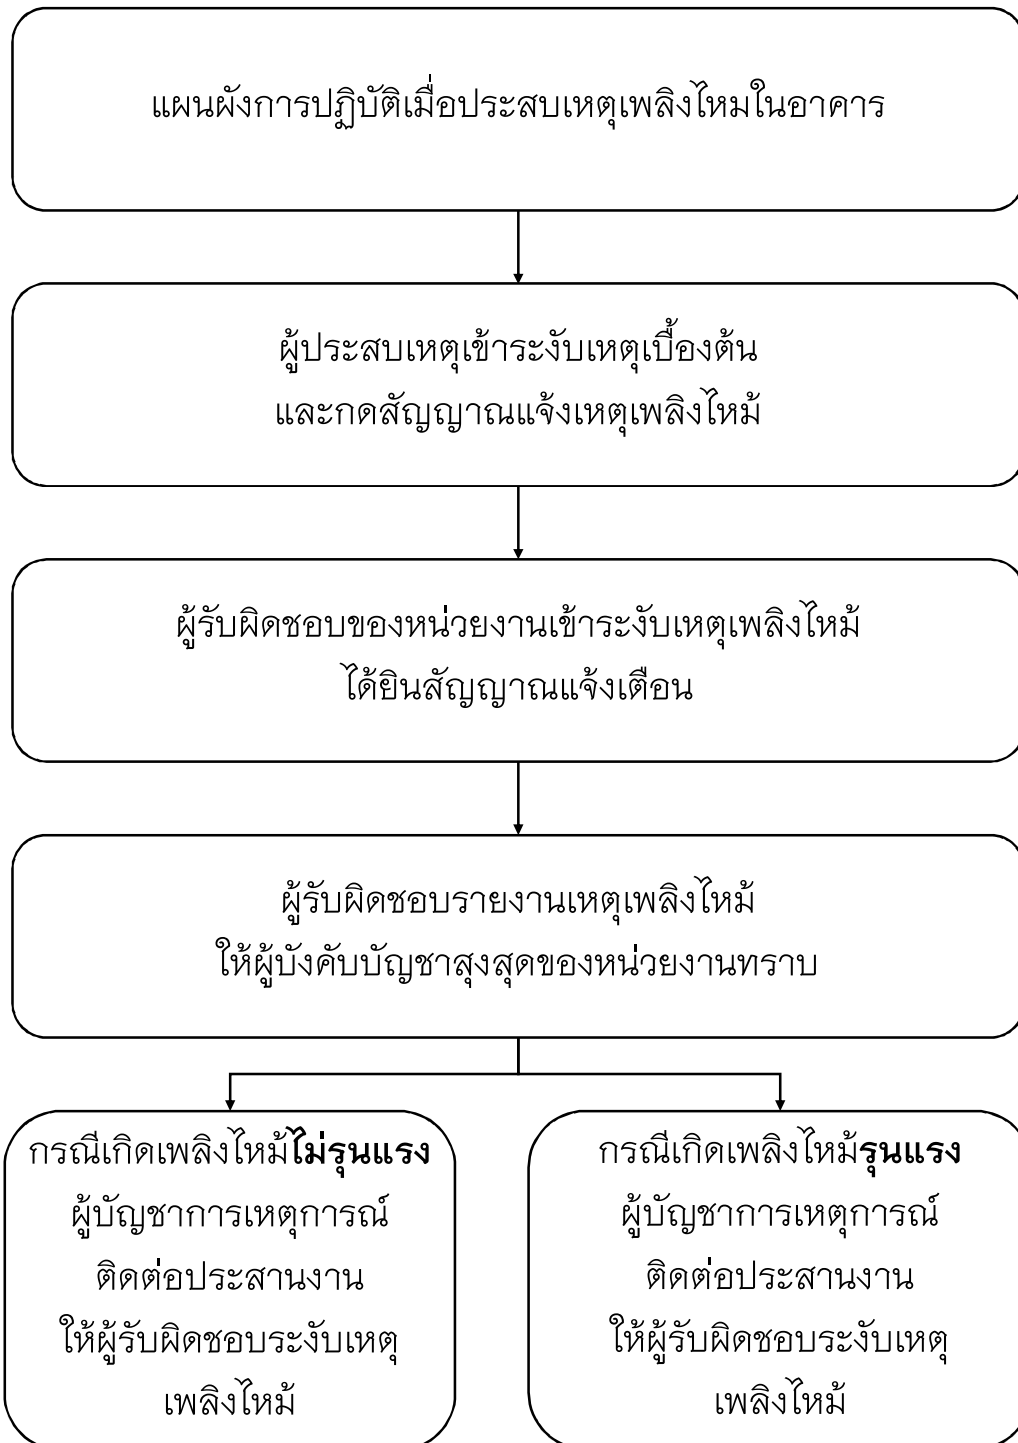 แผนผังการปฏิบัติเมื่อประสบเหตุเพลิงไหมในอาคาร
ผู้ประสบเหตุเข้าระงับเหตุเบื้องต้น
และกดสัญญาณแจ้งเหตุเพลิงไหม้
ผู้รับผิดชอบของหน่วยงานเข้าระงับเหตุเพลิงไหม้
ได้ยินสัญญาณแจ้งเตือน
ผู้รับผิดชอบรายงานเหตุเพลิงไหม้
ให้ผู้บังคับบัญชาสุงสุดของหน่วยงานทราบ
กรณีเกิดเพลิงไหม้ไม่รุนแรง
ผู้บัญชาการเหตุการณ์
ติดต่อประสานงาน
ให้ผู้รับผิดชอบระงับเหตุ
เพลิงไหม้
กรณีเกิดเพลิงไหม้รุนแรง
ผู้บัญชาการเหตุการณ์
ติดต่อประสานงาน
ให้ผู้รับผิดชอบระงับเหตุ
เพลิงไหม้